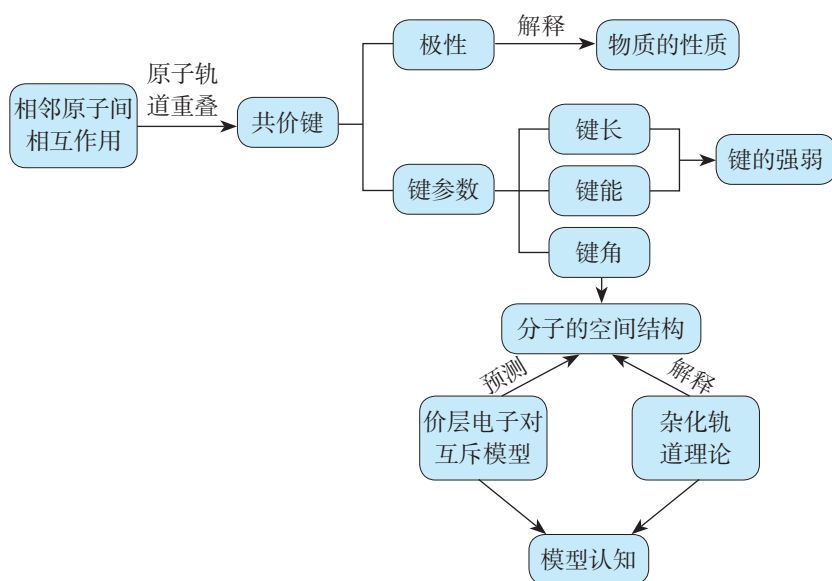 解释
极性
物质的性质
原子轨
道重叠
相邻原子间
相互作用
共价键
键长
键的强弱
键参数
键能
键角
分子的空间结构
预测
解释
价层电子对
互斥模型
杂化轨
道理论
模型认知